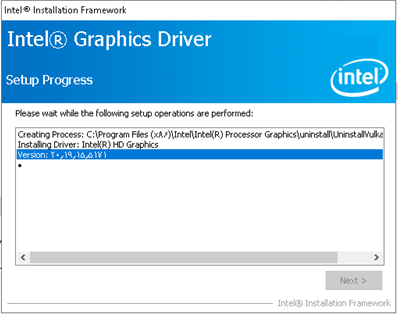 Intel® Installation Framework
Intel® Graphics Driver
Setup Progress
intel
Please wait while the following setup operations are performed:
Creating Process: C:\Program Files (x۸۶)\Intel\Intel(R) Processor Graphics\uninstall\UninstallVulka
Installing Driver: Intel(R) HD Graphics
Version: ۲۰٫۱۹٫۱۵٫۵۱۷۱
Next >
Intel® Installation Framework